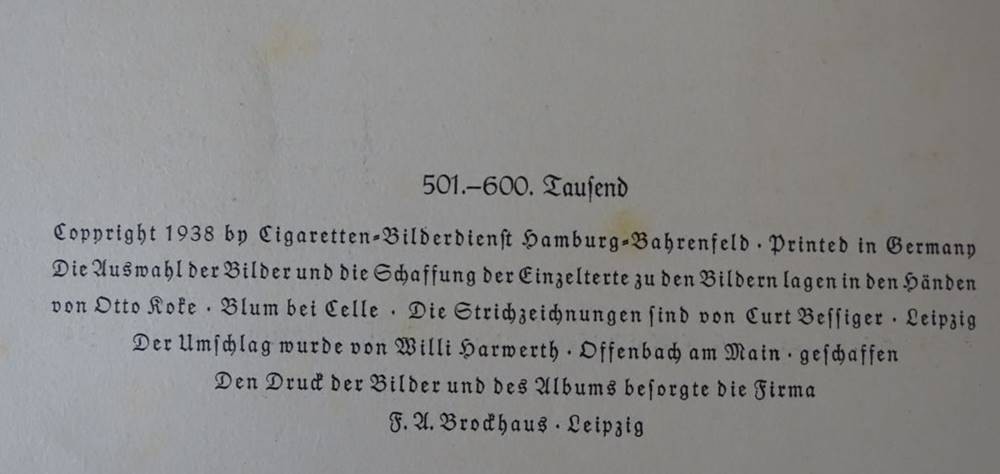 501.–600. Tausend
Copyright 1938 by Cigaretten-Bilderdienst Hamburg-Bahrenfeld · Printed in Germany
Die Auswahl der Bilder und die Schaffung der Einzeltexte zu den Bildern lagen in den Händen
von Otto Koke · Blum bei Celle · Die Strichzeichnungen sind von Curt Bessiger · Leipzig
Der Umschlag wurde von Willi Harwerth · Offenbach am Main · geschaffen
Den Druck der Bilder und des Albums besorgte die Firma
F. A. Brockhaus · Leipzig